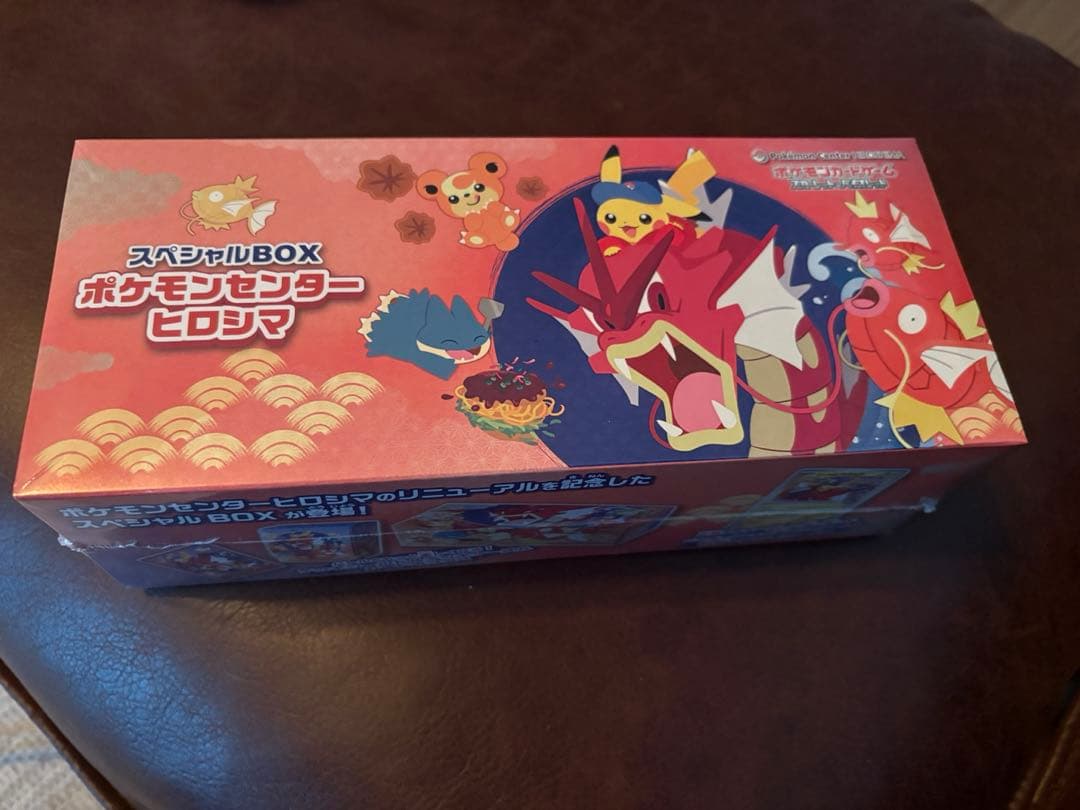 スペシャルBOX
ポケモンセンター
ヒロシマ
Pokémon Center HIROSHIMA
ポケモンカードゲーム
ポケモンセンターヒロシマのリニューアルを記念した
スペシャルBOXが登場!